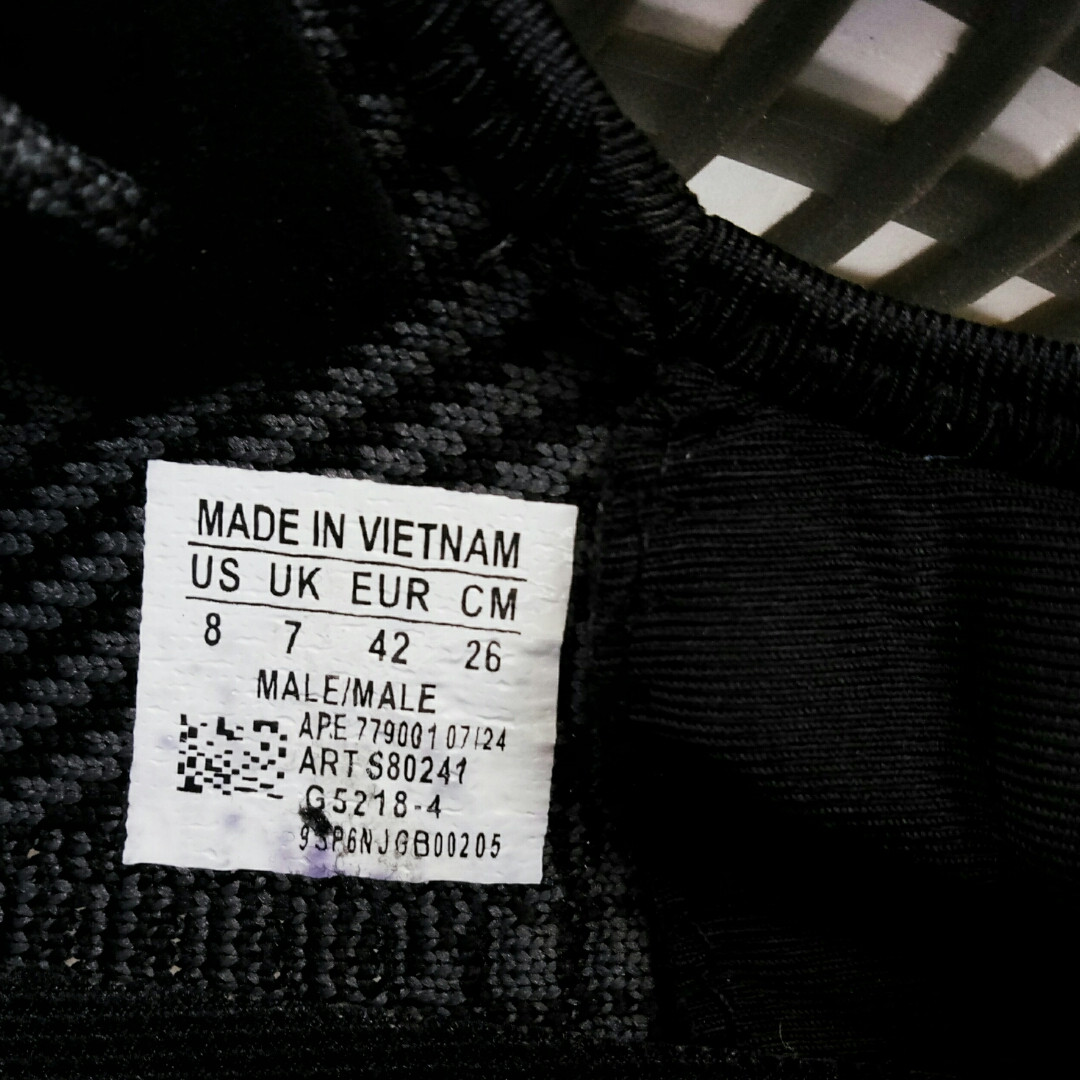 MADE IN VIETNAM
US UK EUR CM
8 7 42 26
MALE/MALE
APE 779001 07/24
ART S80241
G5218-4
9SP6NJGB00205